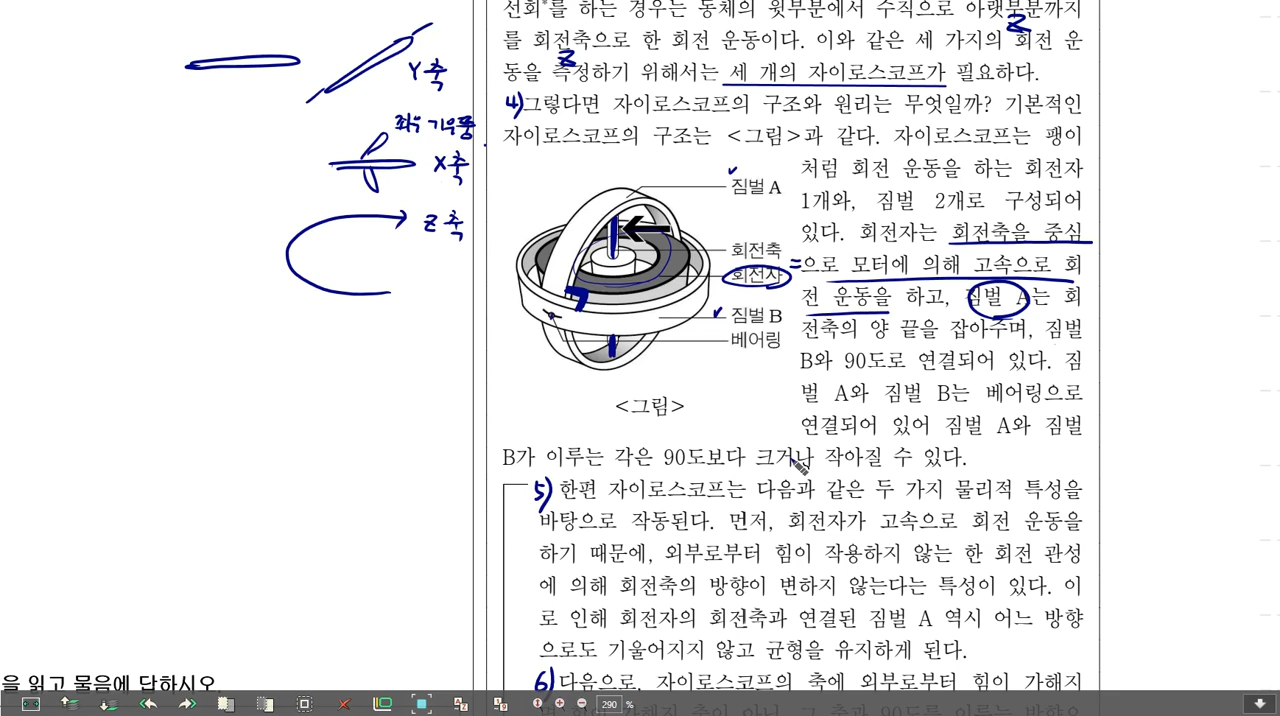 선회*를 하는 경우는 동체의 윗부분에서 수직으로 아랫부분까지
를 회전축으로 한 회전 운동이다. 이와 같은 세 가지의 회전 운
동을 측정하기 위해서는 세 개의 자이로스코프가 필요하다.
Z
Z
Y축
좌우 기우뚱
X축
Z축
4) 그렇다면 자이로스코프의 구조와 원리는 무엇일까? 기본적인
자이로스코프의 구조는 <그림>과 같다. 자이로스코프는 팽이
처럼 회전 운동을 하는 회전자
1개와, 짐벌 2개로 구성되어
있다. 회전자는 회전축을 중심
으로 모터에 의해 고속으로 회
전 운동을 하고, 짐벌 A는 회
전축의 양 끝을 잡아주며, 짐벌
B와 90도로 연결되어 있다. 짐
벌 A와 짐벌 B는 베어링으로
연결되어 있어 짐벌 A와 짐벌
B가 이루는 각은 90도보다 크거나 작아질 수 있다.
짐벌 A
회전축
회전자
짐벌 B
베어링
<그림>
5) 한편 자이로스코프는 다음과 같은 두 가지 물리적 특성을
바탕으로 작동된다. 먼저, 회전자가 고속으로 회전 운동을
하기 때문에, 외부로부터 힘이 작용하지 않는 한 회전 관성
에 의해 회전축의 방향이 변하지 않는다는 특성이 있다. 이
로 인해 회전자의 회전축과 연결된 짐벌 A 역시 어느 방향
으로도 기울어지지 않고 균형을 유지하게 된다.
6) 다음으로, 자이로스코프의 축에 외부로부터 힘이 가해지
을 읽고 물음에 답하시오.
290 %